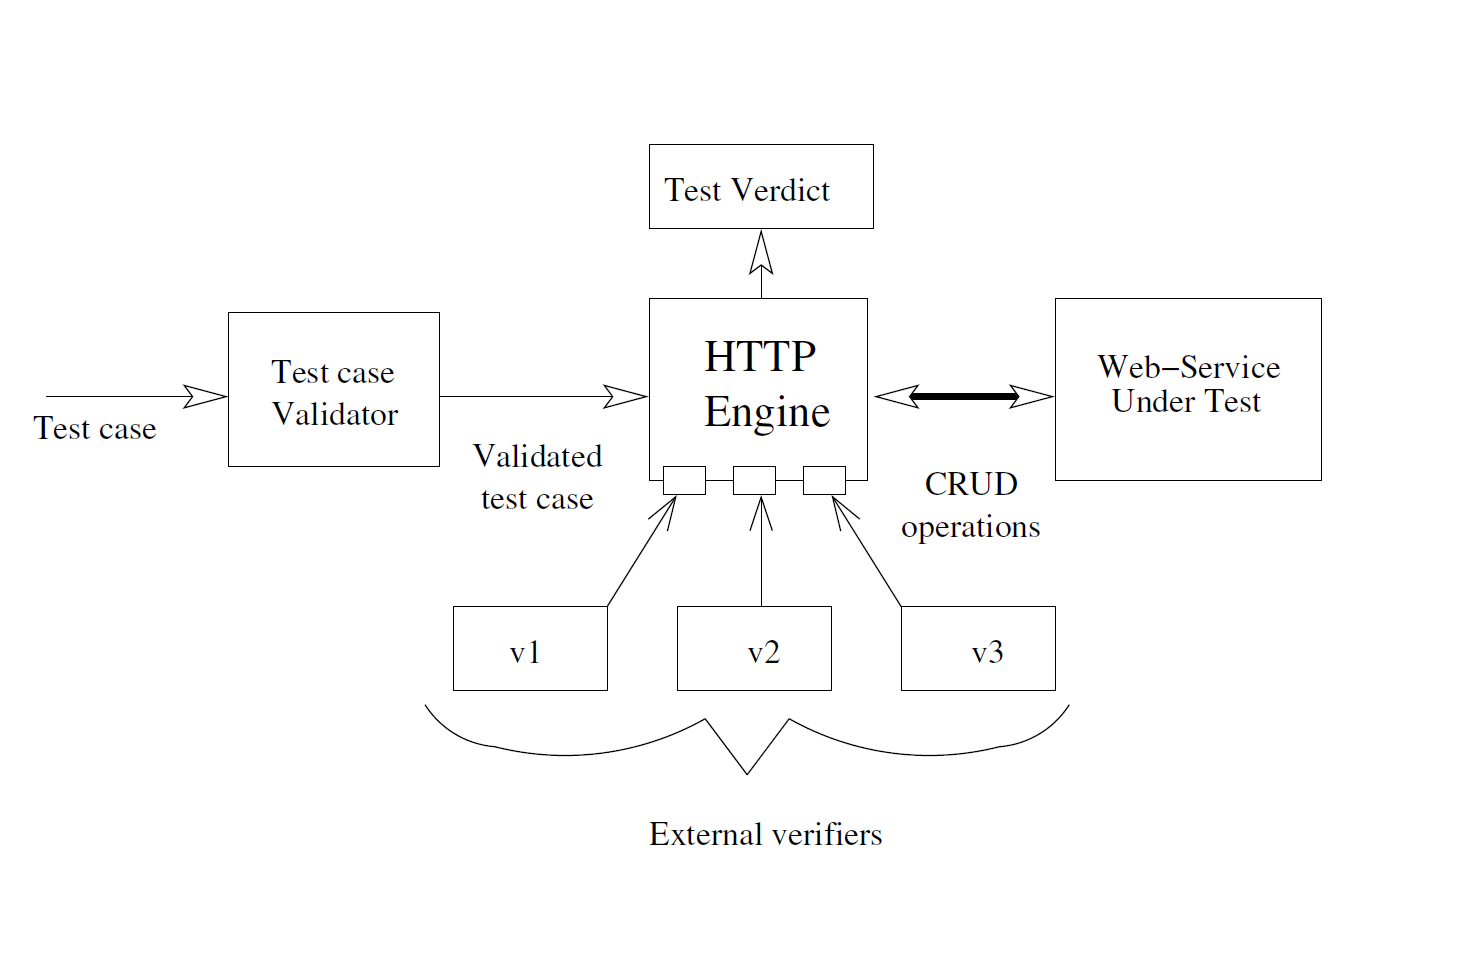 Test Verdict
HTTP
Engine
Test case
Validator
Web−Service
Under Test
Test case
Validated
test case
CRUD
operations
v1
v2
v3
External verifiers